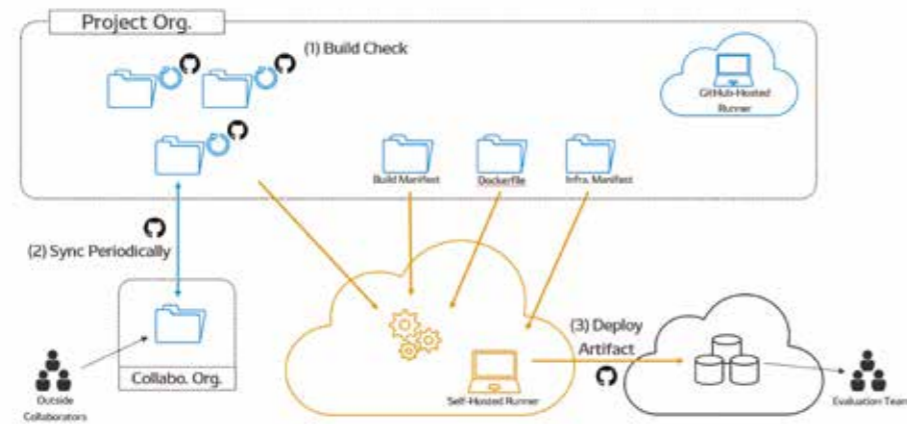 Project Org.
(1) Build Check
GitHub-Hosted
Runner
Build Manifest
Dockerfile
Infra. Manifest
(2) Sync Periodically
(3) Deploy
Artifact
Collabo. Org.
Self-Hosted Runner
Outside
Collaborators
Evaluation Team